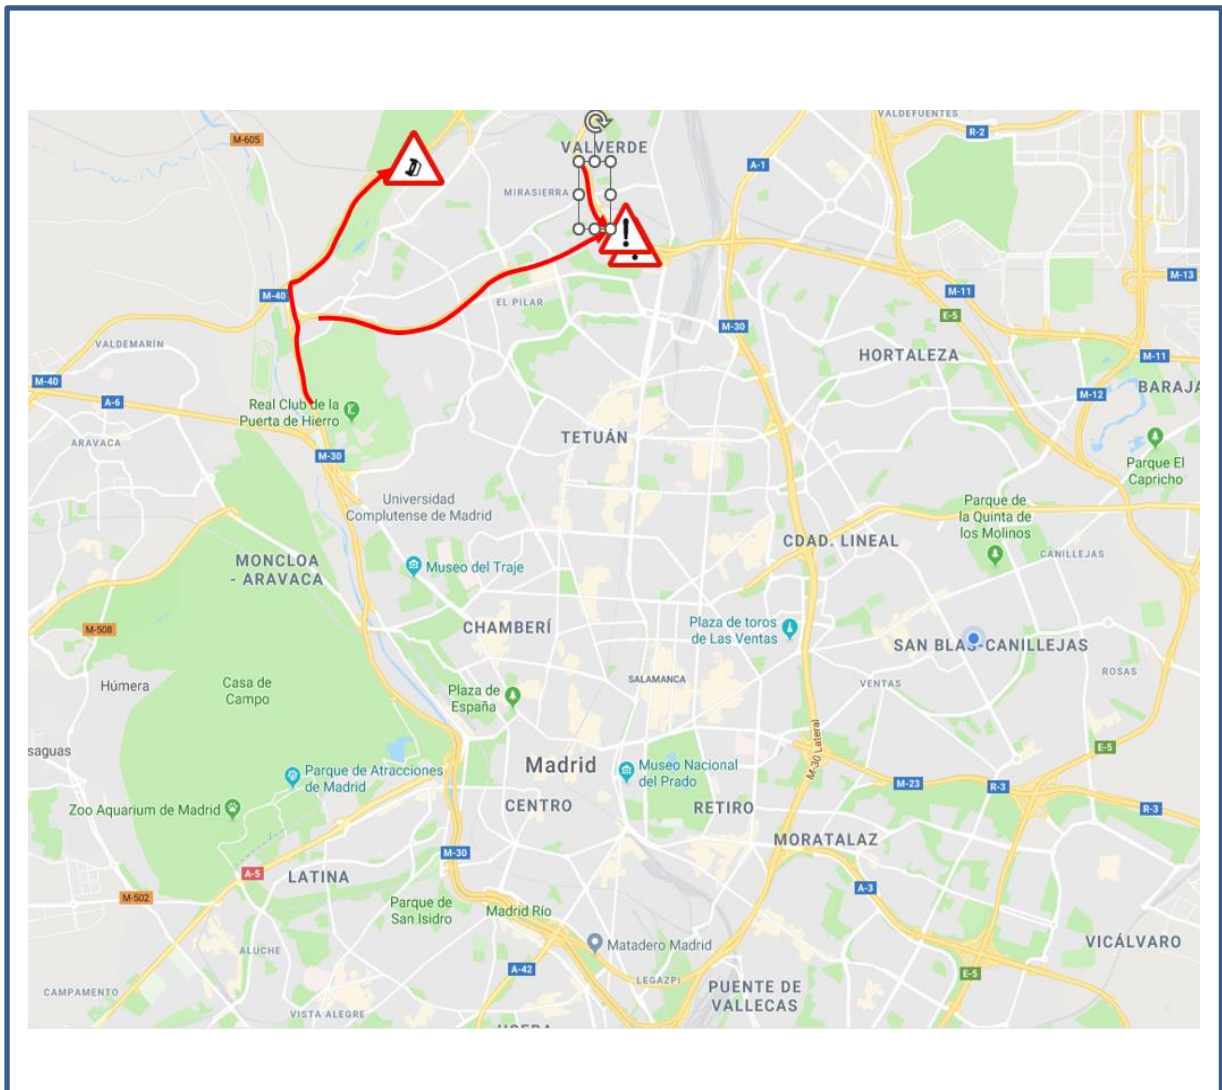 VALDEFUENTES
M-605
R-2
VALVERDE
A-1
MIRASIERRA
M-13
M-40
M-11
EL PILAR
E-5
M-30
VALDEMARÍN
HORTALEZA
M-11
M-40
BARAJA
A-6
M-12
Real Club de la
Puerta de Hierro
TETUÁN
ARAVACA
M-30
Parque El
Capricho
Universidad
Complutense de Madrid
Parque de
la Quinta de
los Molinos
CDAD. LINEAL
CANILLEJAS
MONCLOA
- ARAVACA
Museo del Traje
CHAMBERÍ
Plaza de toros
de Las Ventas
M-508
SAN BLAS-CANILLEJAS
ROSAS
Húmera
Casa de
Campo
SALAMANCA
VENTAS
Plaza de
España
M-30 Lateral
saguas
E-5
Madrid
Museo Nacional
del Prado
Parque de Atracciones
de Madrid
M-23
R-3
R-3
Zoo Aquarium de Madrid
CENTRO
RETIRO
MORATALAZ
M-30
A-5
LATINA
A-3
M-502
Parque de
San Isidro
Madrid Río
ALUCHE
Matadero Madrid
VICÁLVARO
A-42
LEGAZPI
E-5
PUENTE DE
VALLECAS
CAMPAMENTO
VISTA ALEGRE